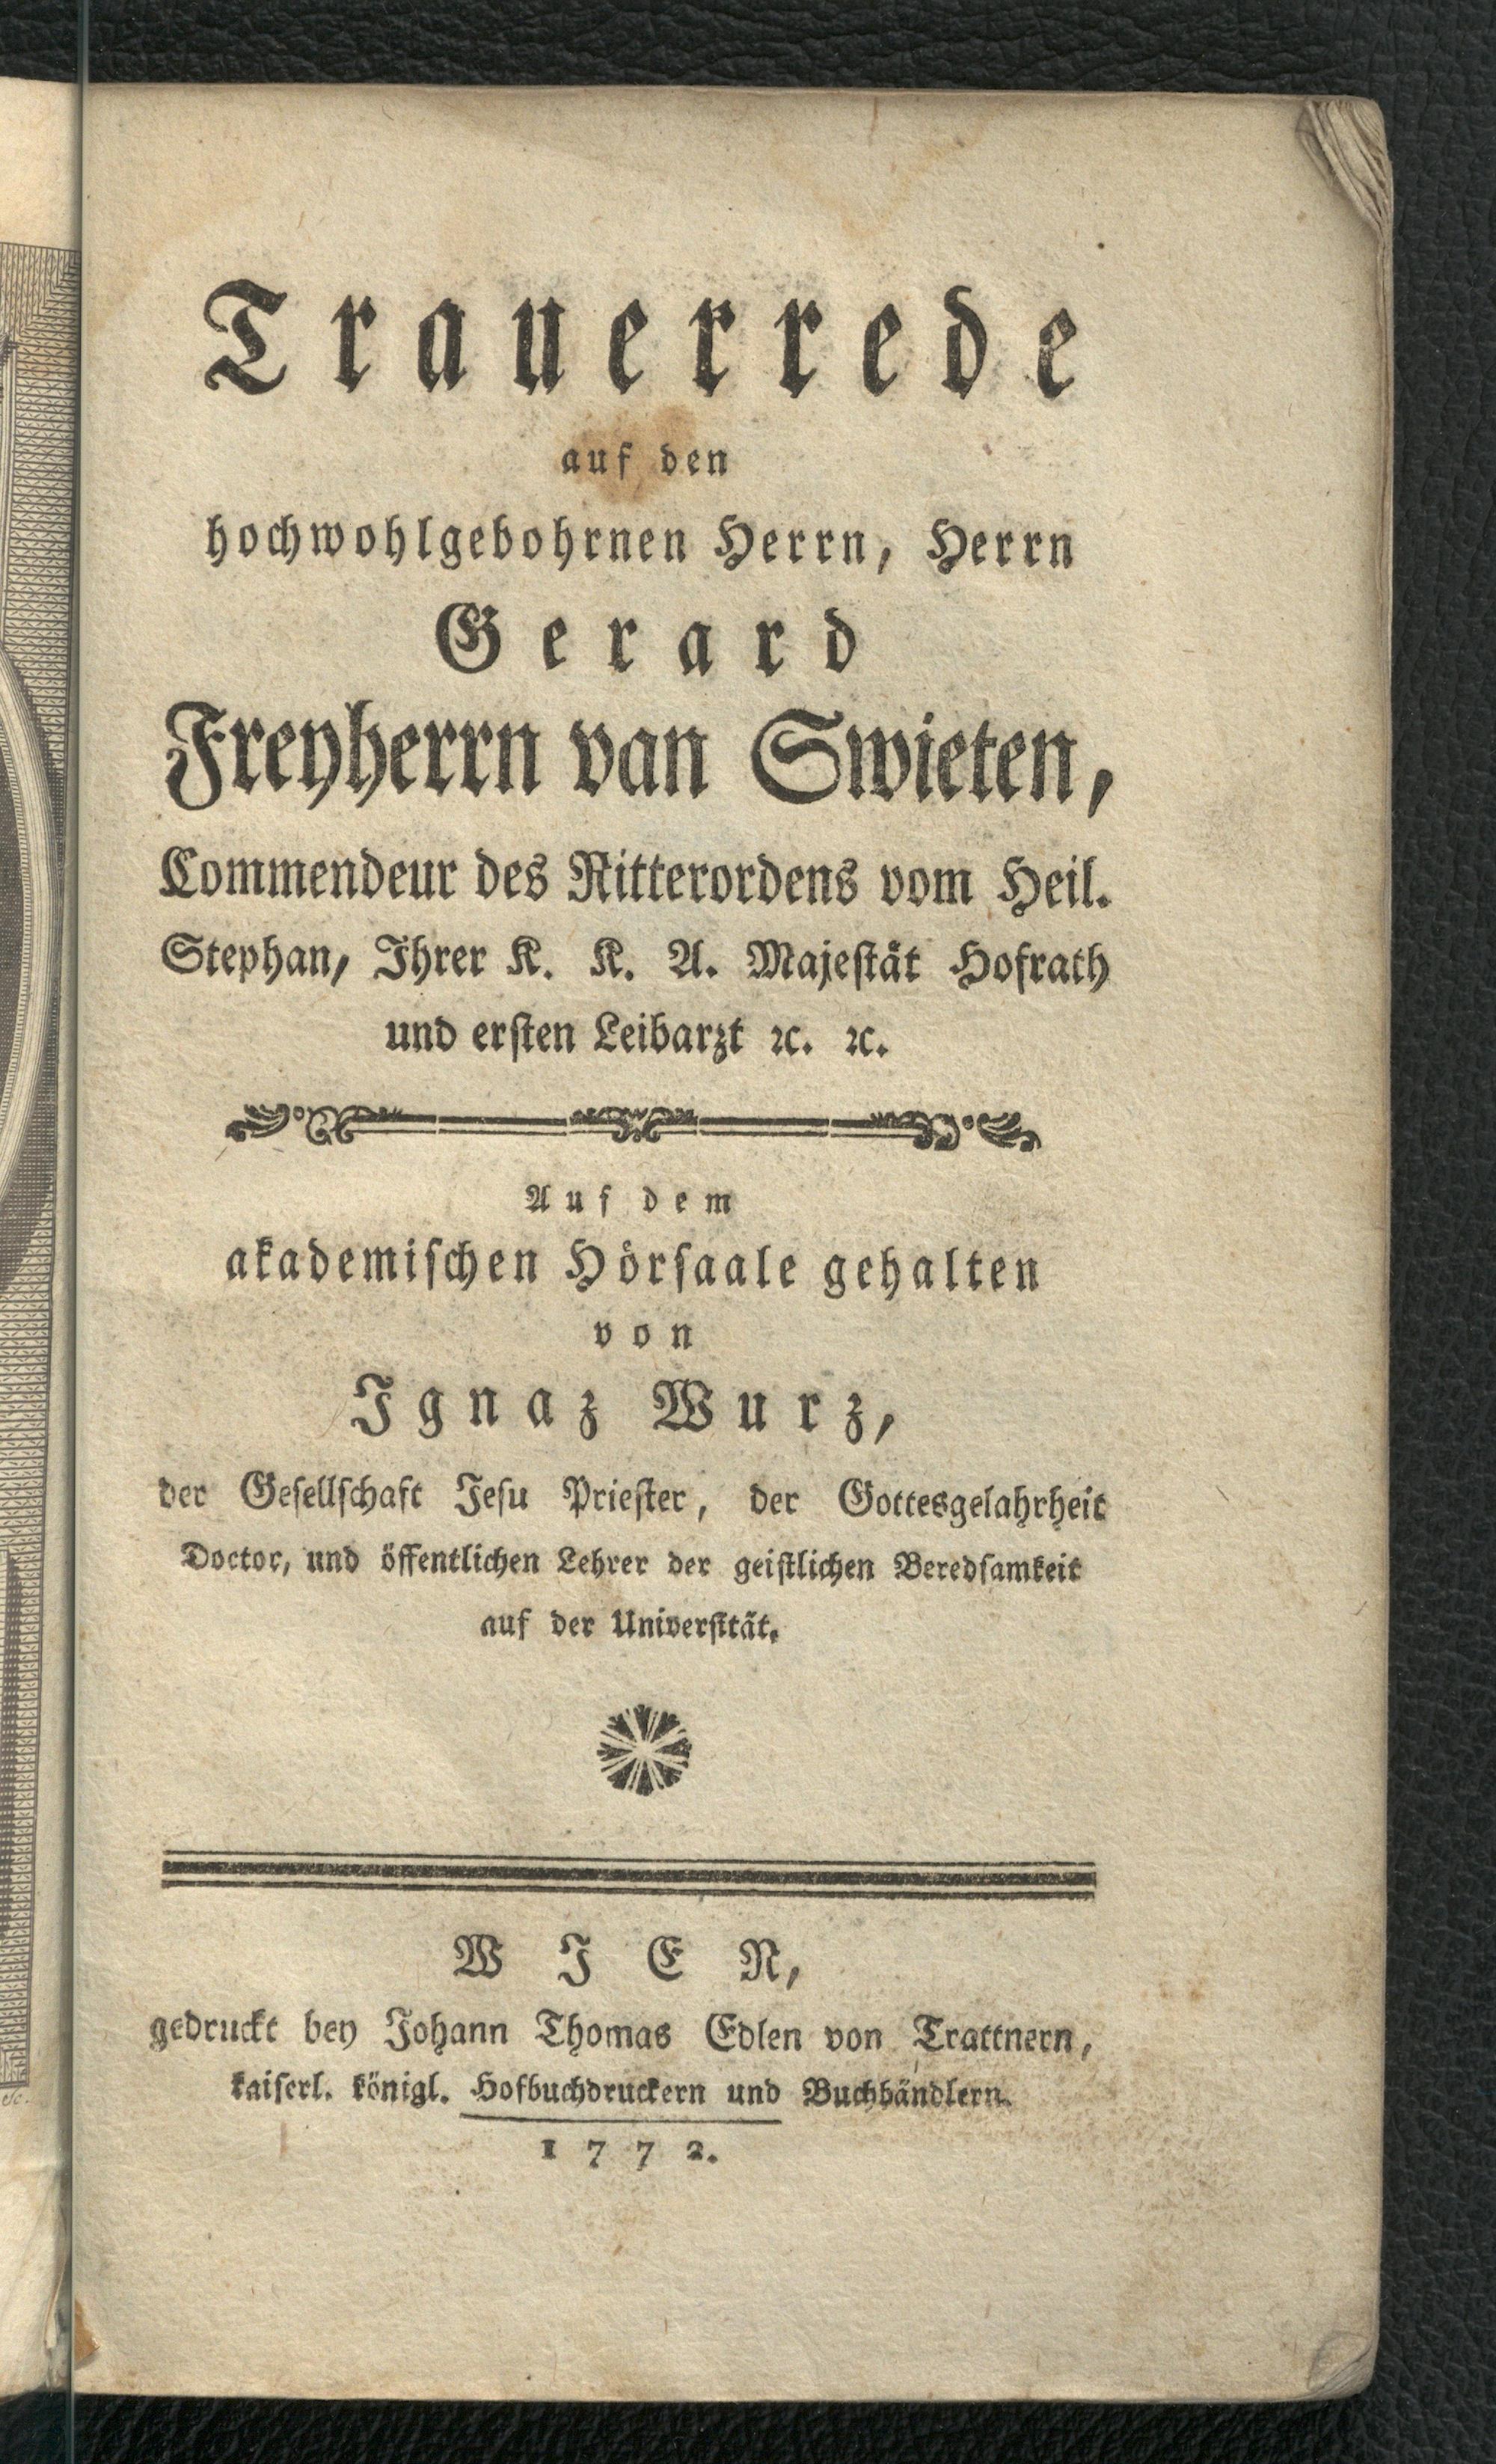 Trauerrede
auf den
hochwohlgebohrnen Herrn, Herrn
Gerard
Freyherrn van Swieten,
Commendeur des Ritterordens vom Heil.
Stephan, Ihrer K. K. A. Majestät Hofrath
und ersten Leibarzt ꝛc. ꝛc.
Auf dem
akademischen Hörsaale gehalten
von
Ignaz Wurz,
der Gesellschaft Jesu Priester, der Gottesgelahrheit
Doctor, und öffentlichen Lehrer der geistlichen Beredsamkeit
auf der Universität.
WIEN,
gedruckt bey Johann Thomas Edlen von Trattnern,
kaiserl. königl. Hofbuchdruckern und Buchhändlern.
1772.
sc.